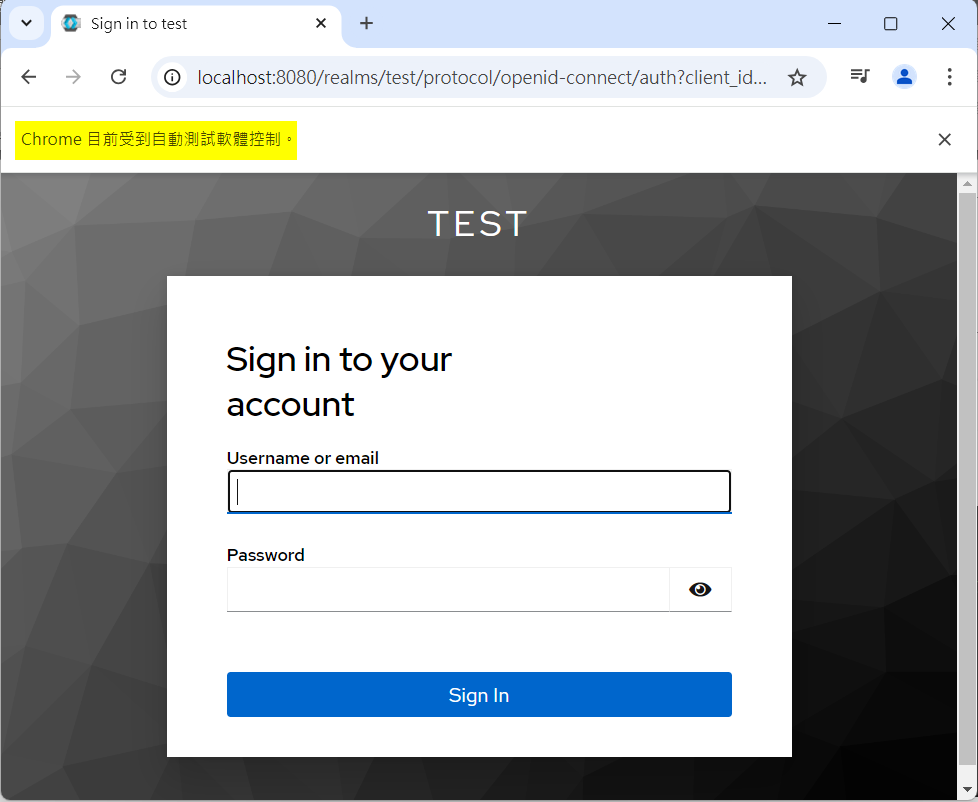 Sign in to test
localhost:8080/realms/test/protocol/openid-connect/auth?client_id...
Chrome 目前受到自動測試軟體控制。
TEST
Sign in to your
account
Username or email
Password
Sign In